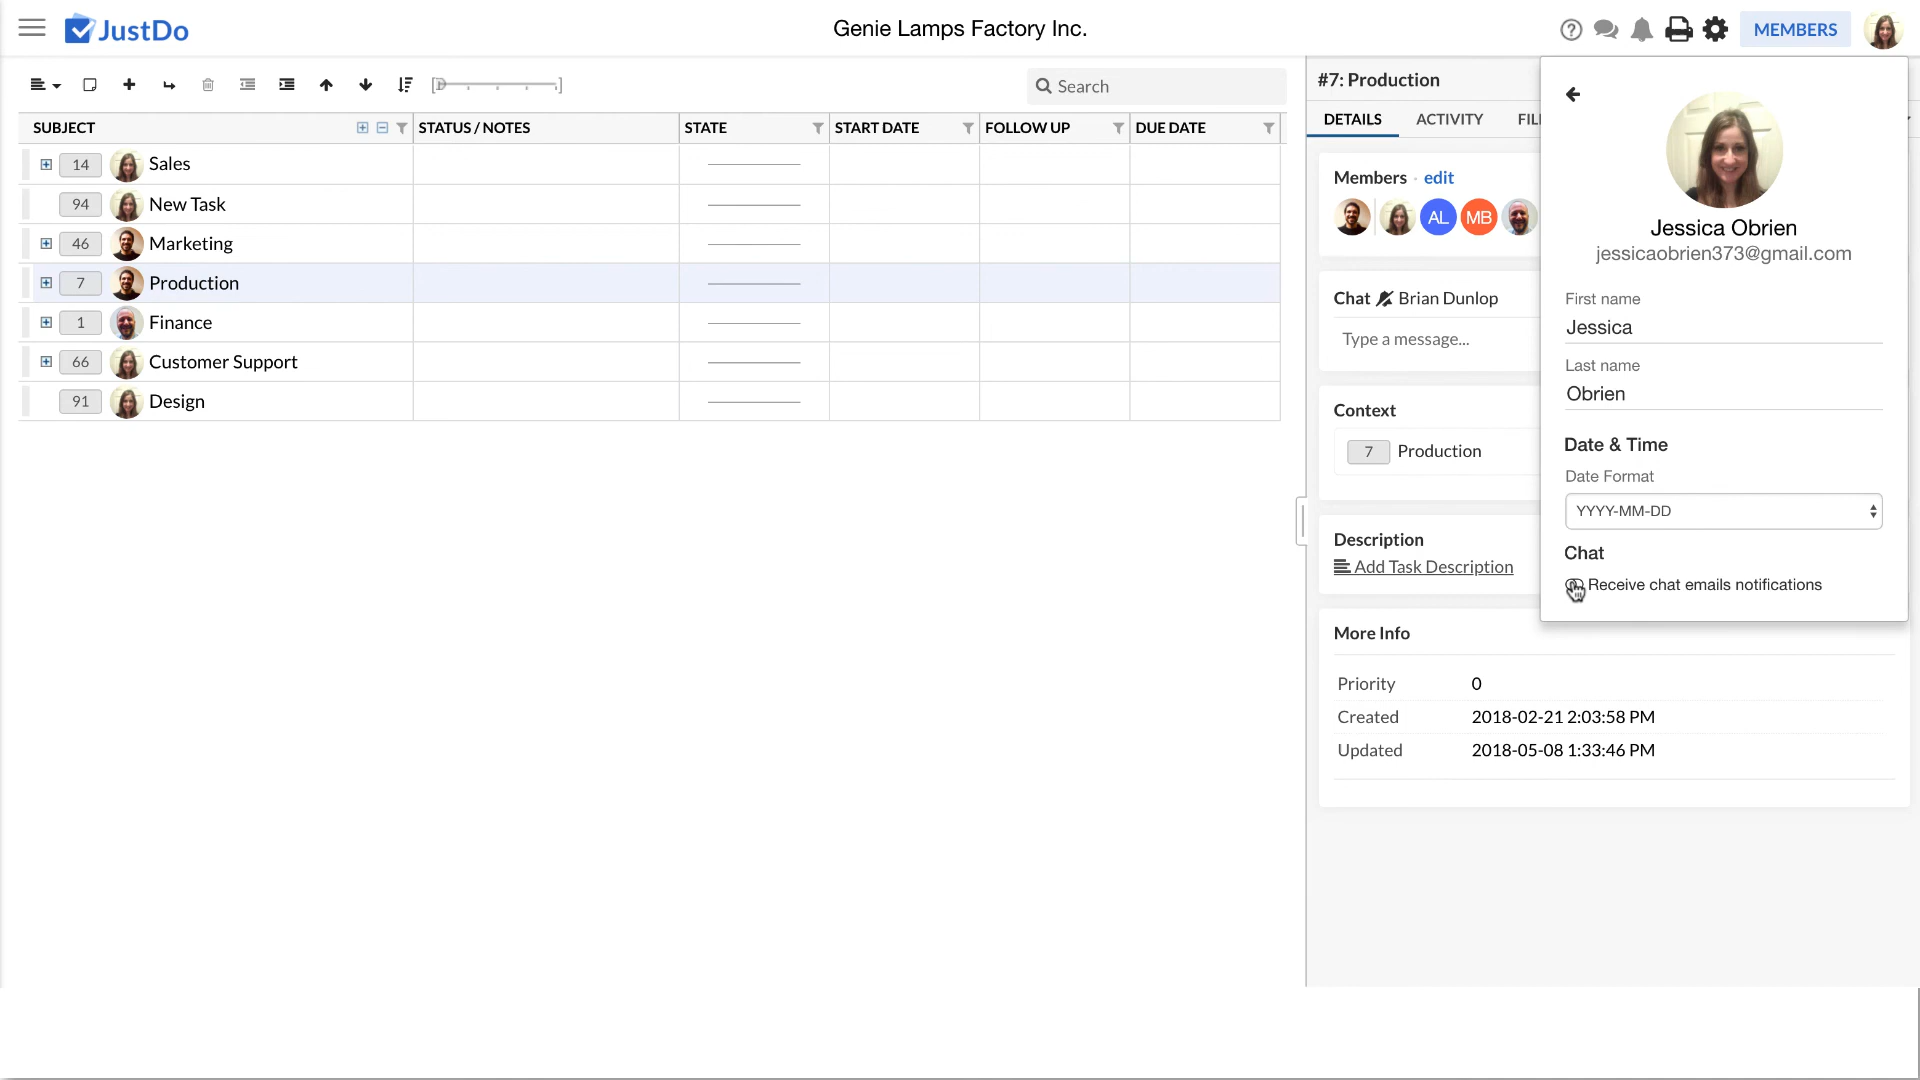 JustDo
Genie Lamps Factory Inc.
MEMBERS
Search
SUBJECT
STATUS / NOTES
STATE
START DATE
FOLLOW UP
DUE DATE
14 Sales
94 New Task
46 Marketing
7 Production
1 Finance
66 Customer Support
91 Design
#7: Production
DETAILS
ACTIVITY
FIL
Members · edit
AL
MB
Chat Brian Dunlop
Type a message...
Context
7 Production
Description
Add Task Description
More Info
Priority 0
Created 2018-02-21 2:03:58 PM
Updated 2018-05-08 1:33:46 PM
Jessica Obrien
jessicaobrien373@gmail.com
First name
Jessica
Last name
Obrien
Date & Time
Date Format
YYYY-MM-DD
Chat
Receive chat emails notifications